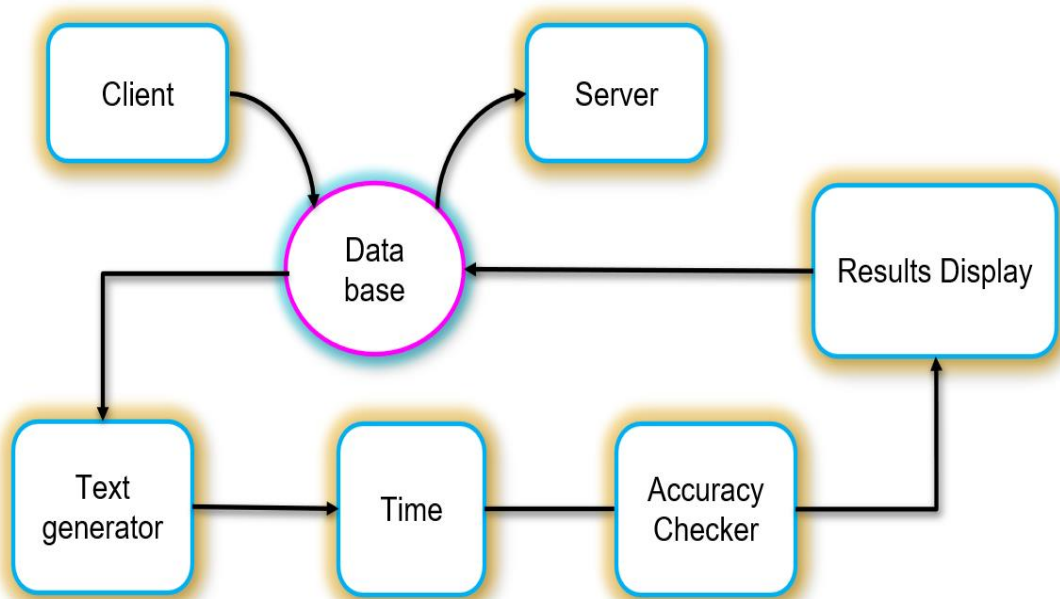 Client
Server
Data
base
Results Display
Text
generator
Time
Accuracy
Checker